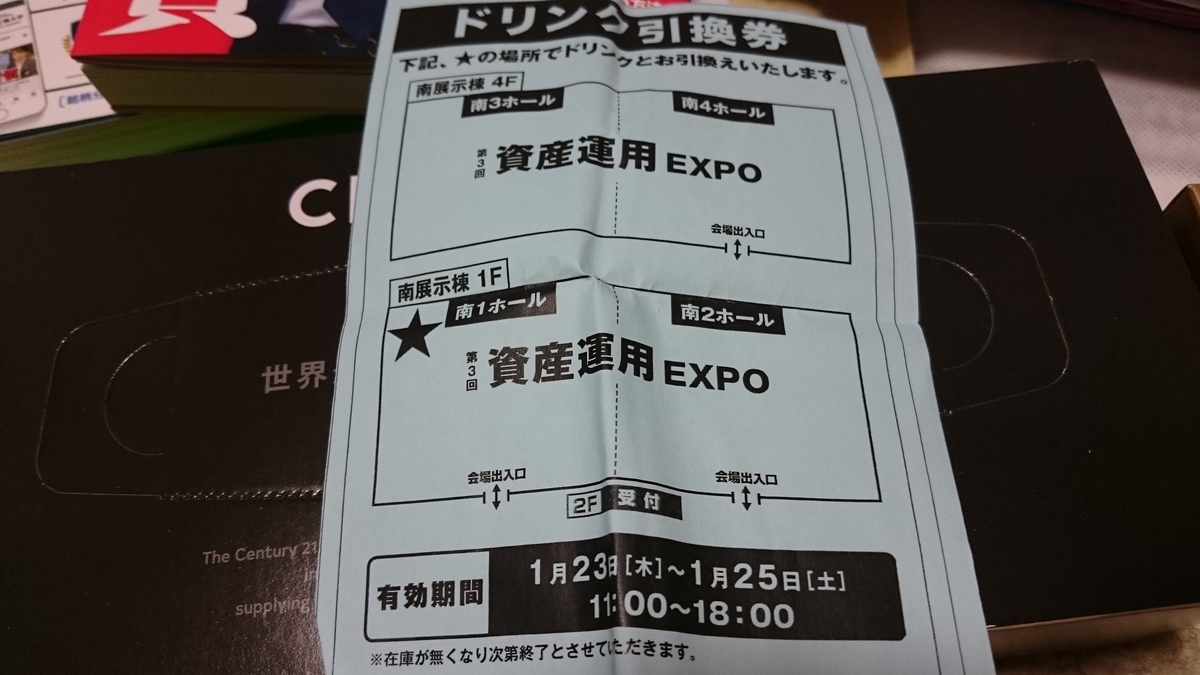 ドリンク引換券
下記、★の場所でドリンクとお引換えいたします。
南展示棟 4F
南3ホール
南4ホール
第3回 資産運用 EXPO
会場出入口
南展示棟 1F
★
南1ホール
南2ホール
第3回 資産運用 EXPO
会場出入口
会場出入口
2F 受付
有効期間
1月23日[木]~1月25日[土]
11:00~18:00
※在庫が無くなり次第終了とさせていただきます。
世界
The Century 21
supplying